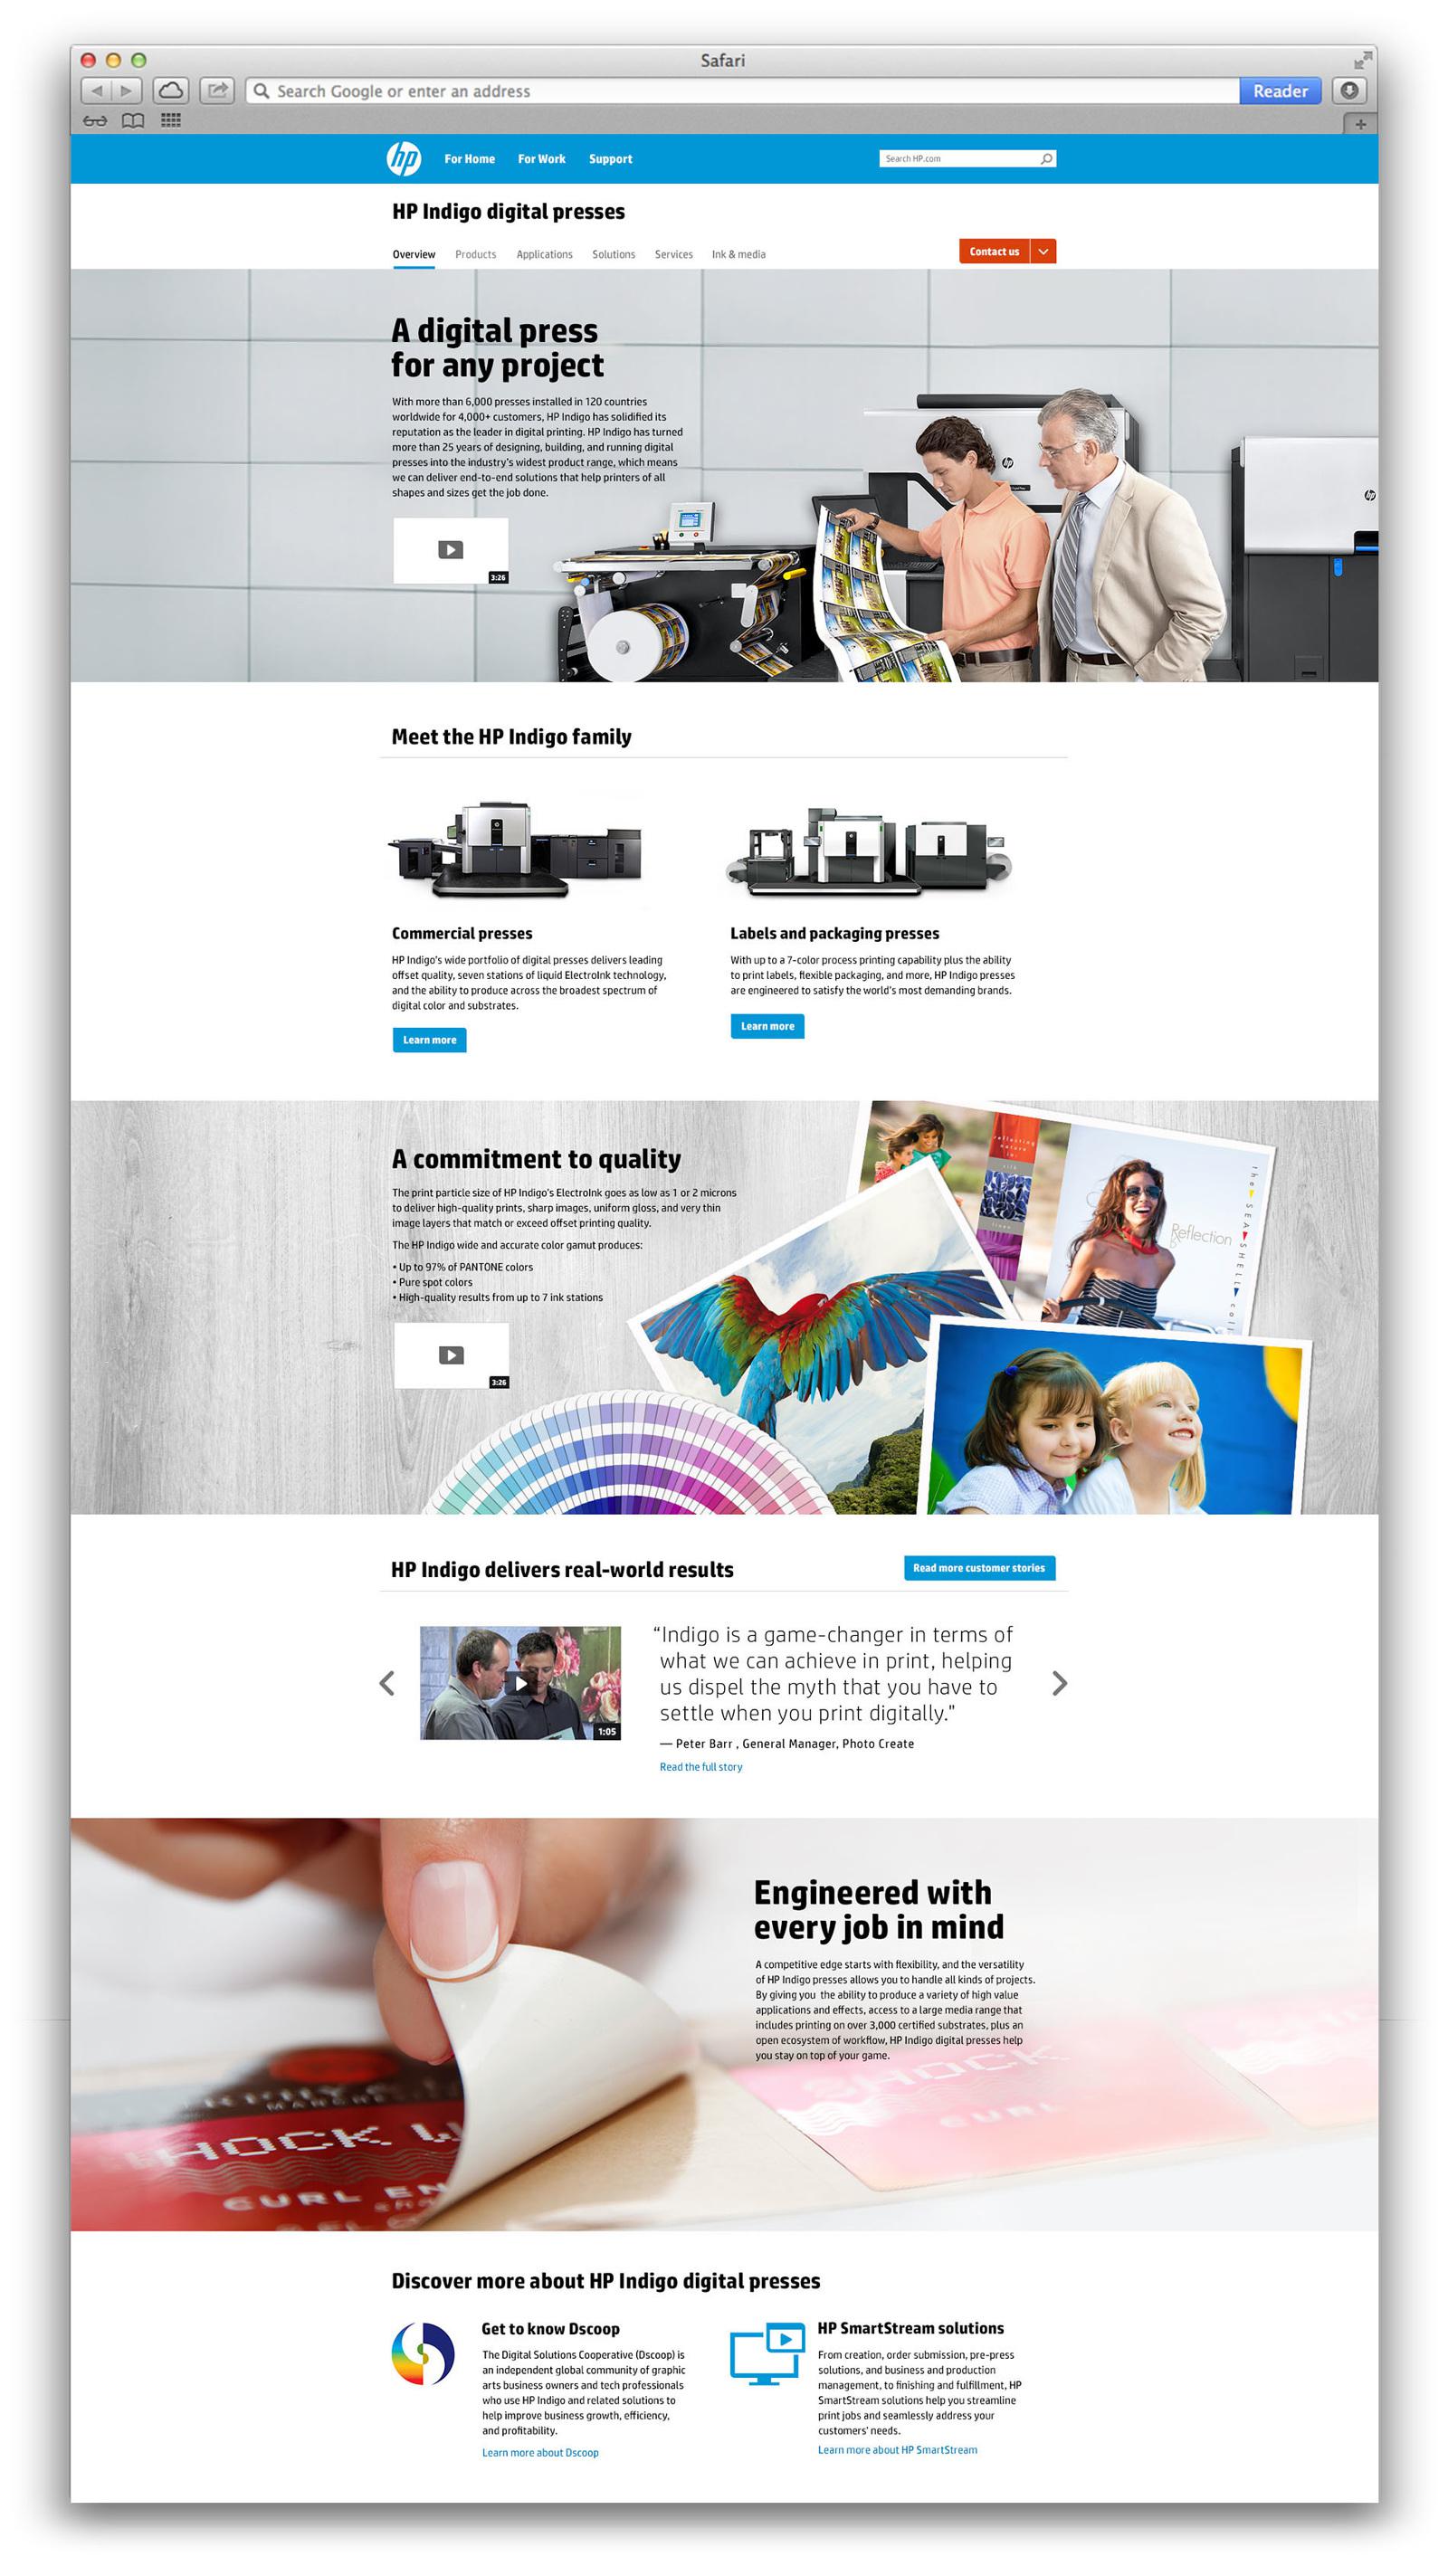 Safari
Search Google or enter an address
Reader
hp
For Home
For Work
Support
Search HP.com
HP Indigo digital presses
Overview
Products
Applications
Solutions
Services
Ink & media
Contact us
A digital press
for any project
With more than 6,000 presses installed in 120 countries
worldwide for 4,000+ customers, HP Indigo has solidified its
reputation as the leader in digital printing. HP Indigo has turned
more than 25 years of designing, building, and running digital
presses into the industry's widest product range, which means
we can deliver end-to-end solutions that help printers of all
shapes and sizes get the job done.
3:26
hp
hp
Meet the HP Indigo family
Commercial presses
HP Indigo's wide portfolio of digital presses delivers leading
offset quality, seven stations of liquid ElectroInk technology,
and the ability to produce across the broadest spectrum of
digital color and substrates.
Learn more
Labels and packaging presses
With up to a 7-color process printing capability plus the ability
to print labels, flexible packaging, and more, HP Indigo presses
are engineered to satisfy the world's most demanding brands.
Learn more
A commitment to quality
The print particle size of HP Indigo's ElectroInk goes as low as 1 or 2 microns
to deliver high-quality prints, sharp images, uniform gloss, and very thin
image layers that match or exceed offset printing quality.
The HP Indigo wide and accurate color gamut produces:
• Up to 97% of PANTONE colors
• Pure spot colors
• High-quality results from up to 7 ink stations
3:26
reflecting
nature
in:
silk
Reflection
the SEASHELL coll
HP Indigo delivers real-world results
Read more customer stories
1:05
“Indigo is a game-changer in terms of
what we can achieve in print, helping
us dispel the myth that you have to
settle when you print digitally.”
— Peter Barr , General Manager, Photo Create
Read the full story
Engineered with
every job in mind
A competitive edge starts with flexibility, and the versatility
of HP Indigo presses allows you to handle all kinds of projects.
By giving you the ability to produce a variety of high value
applications and effects, access to a large media range that
includes printing on over 3,000 certified substrates, plus an
open ecosystem of workflow, HP Indigo digital presses help
you stay on top of your game.
SHOCK
CURL
MANCHE
HOCK W
CURL EN
Discover more about HP Indigo digital presses
Get to know Dscoop
The Digital Solutions Cooperative (Dscoop) is
an independent global community of graphic
arts business owners and tech professionals
who use HP Indigo and related solutions to
help improve business growth, efficiency,
and profitability.
Learn more about Dscoop
HP SmartStream solutions
From creation, order submission, pre-press
solutions, and business and production
management, to finishing and fulfillment, HP
SmartStream solutions help you streamline
print jobs and seamlessly address your
customers' needs.
Learn more about HP SmartStream